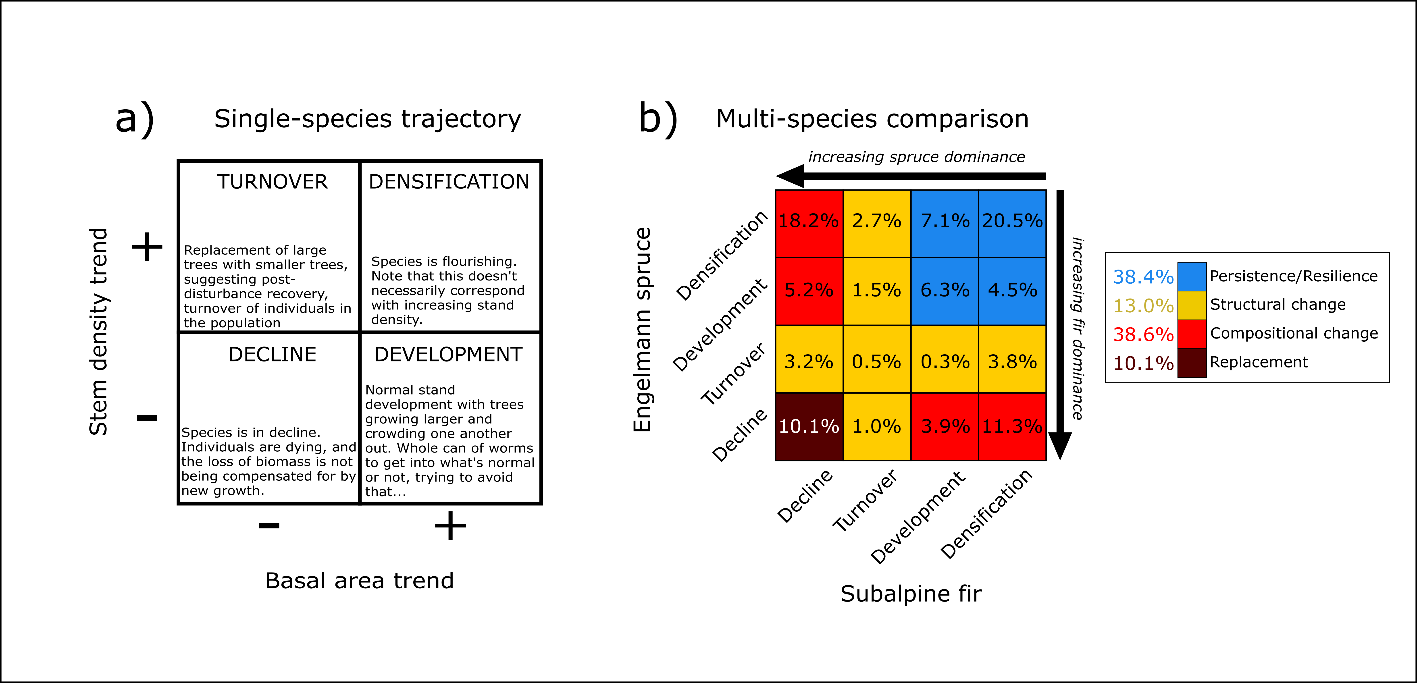 a)
Single-species trajectory
Stem density trend
+
-
TURNOVER
Replacement of large
trees with smaller trees,
suggesting post-
disturbance recovery,
turnover of individuals in
the population
DENSIFICATION
Species is flourishing.
Note that this doesn't
necessarily correspond
with increasing stand
density.
DECLINE
Species is in decline.
Individuals are dying, and
the loss of biomass is not
being compensated for by
new growth.
DEVELOPMENT
Normal stand
development with trees
growing larger and
crowding one another
out. Whole can of worms
to get into what's normal
or not, trying to avoid
that...
-
+
Basal area trend
b)
Multi-species comparison
increasing spruce dominance
Engelmann spruce
Densification
18.2% 2.7% 7.1% 20.5%
Development
5.2% 1.5% 6.3% 4.5%
Turnover
3.2% 0.5% 0.3% 3.8%
Decline
10.1% 1.0% 3.9% 11.3%
increasing fir dominance
Decline
Turnover
Development
Densification
Subalpine fir
38.4% Persistence/Resilience
13.0% Structural change
38.6% Compositional change
10.1% Replacement